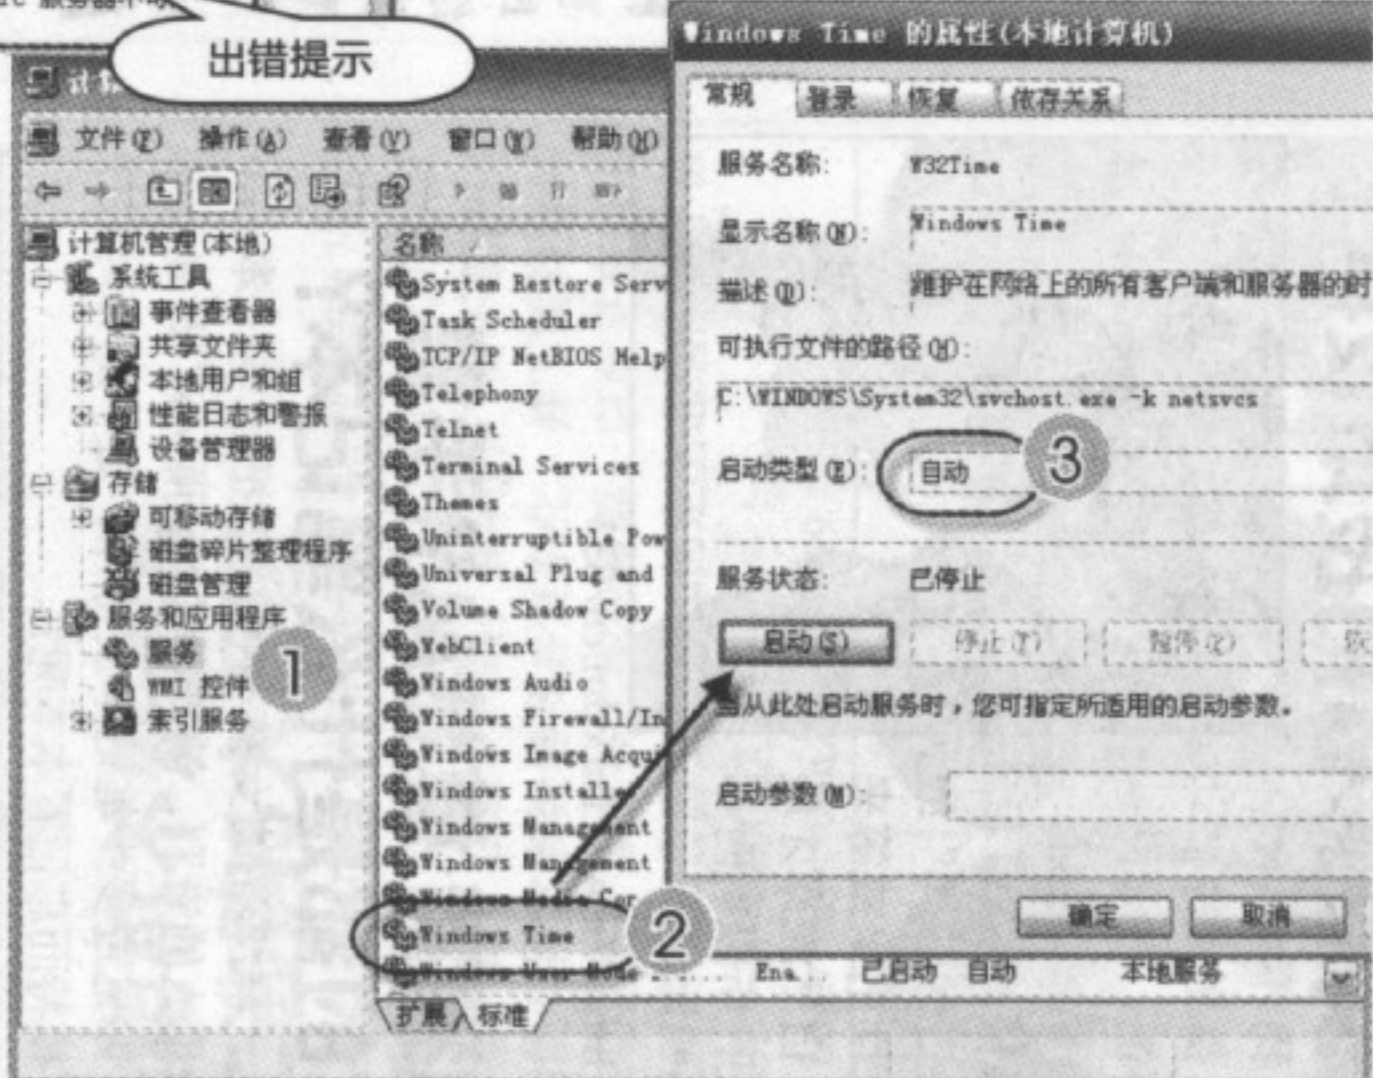 出错提示
文件(F) 操作(A) 查看(V) 窗口(W) 帮助(H)
计算机管理(本地)
系统工具
事件查看器
共享文件夹
本地用户和组
性能日志和警报
设备管理器
存储
可移动存储
磁盘碎片整理程序
磁盘管理
服务和应用程序
服务
1
WMI 控件
索引服务
名称
System Restore Serv
Task Scheduler
TCP/IP NetBIOS Help
Telephony
Telnet
Terminal Services
Themes
Uninterruptible Pow
Universal Plug and
Volume Shadow Copy
WebClient
Windows Audio
Windows Firewall/In
Windows Image Acqui
Windows Installer
Windows Management
Windows Management
Windows Media Con
Windows Time
2
Windows User Mode ... Ena... 已启动 自动 本地服务
扩展 标准
Windows Time 的属性(本地计算机)
常规 登录 恢复 依存关系
服务名称: W32Time
显示名称(N): Windows Time
描述(D): 维护在网络上的所有客户端和服务器的时
可执行文件的路径(H):
C:\WINDOWS\System32\svchost.exe -k netsvcs
启动类型(E): 自动
3
服务状态: 已停止
启动(S) 停止(T) 暂停(P)
当从此处启动服务时，您可指定所适用的启动参数。
启动参数(M):
确定 取消